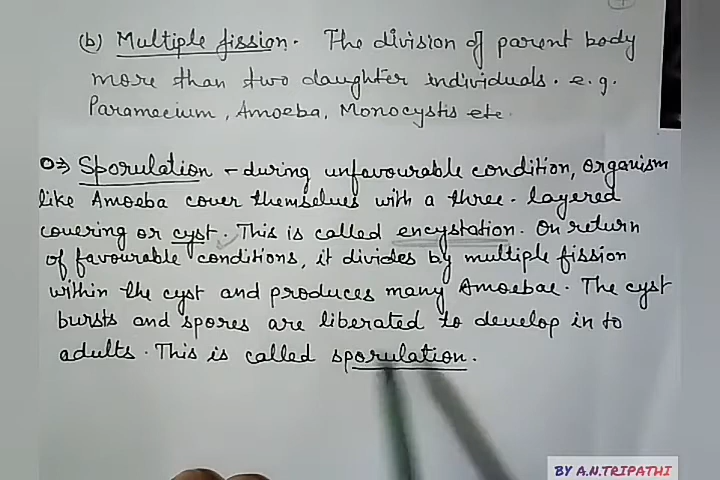 (b) Multiple fission. The division of parent body
more than two daughter individuals. e.g.
Paramecium, Amoeba, Monocystis etc.
⇒ Sporulation - during unfavourable condition, organism
like Amoeba cover themselves with a three-layered
covering or cyst. This is called encystation. On return
of favourable conditions, it divides by multiple fission
within the cyst and produces many Amoebae. The cyst
bursts and spores are liberated to develop in to
adults. This is called sporulation.
BY A.N.TRIPATHI